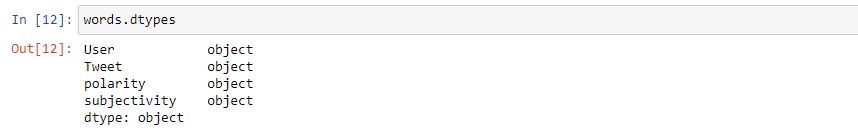 In [12]: words.dtypes
Out[12]: User object
Tweet object
polarity object
subjectivity object
dtype: object